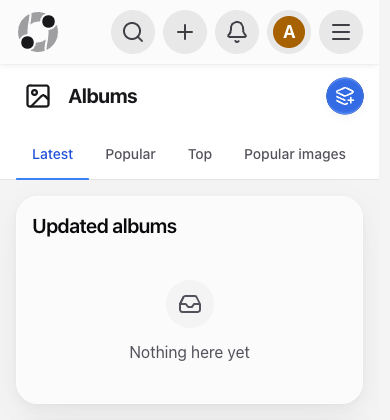 A
Albums
Latest Popular Top Popular images
Updated albums
Nothing here yet